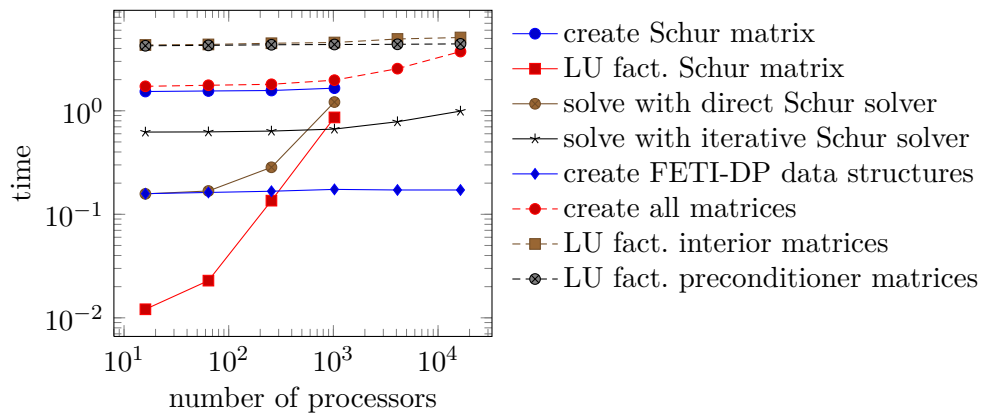 10^0
10^−1
10^−2
time
10^1
10^2
10^3
10^4
number of processors
create Schur matrix
LU fact. Schur matrix
solve with direct Schur solver
solve with iterative Schur solver
create FETI-DP data structures
create all matrices
LU fact. interior matrices
LU fact. preconditioner matrices